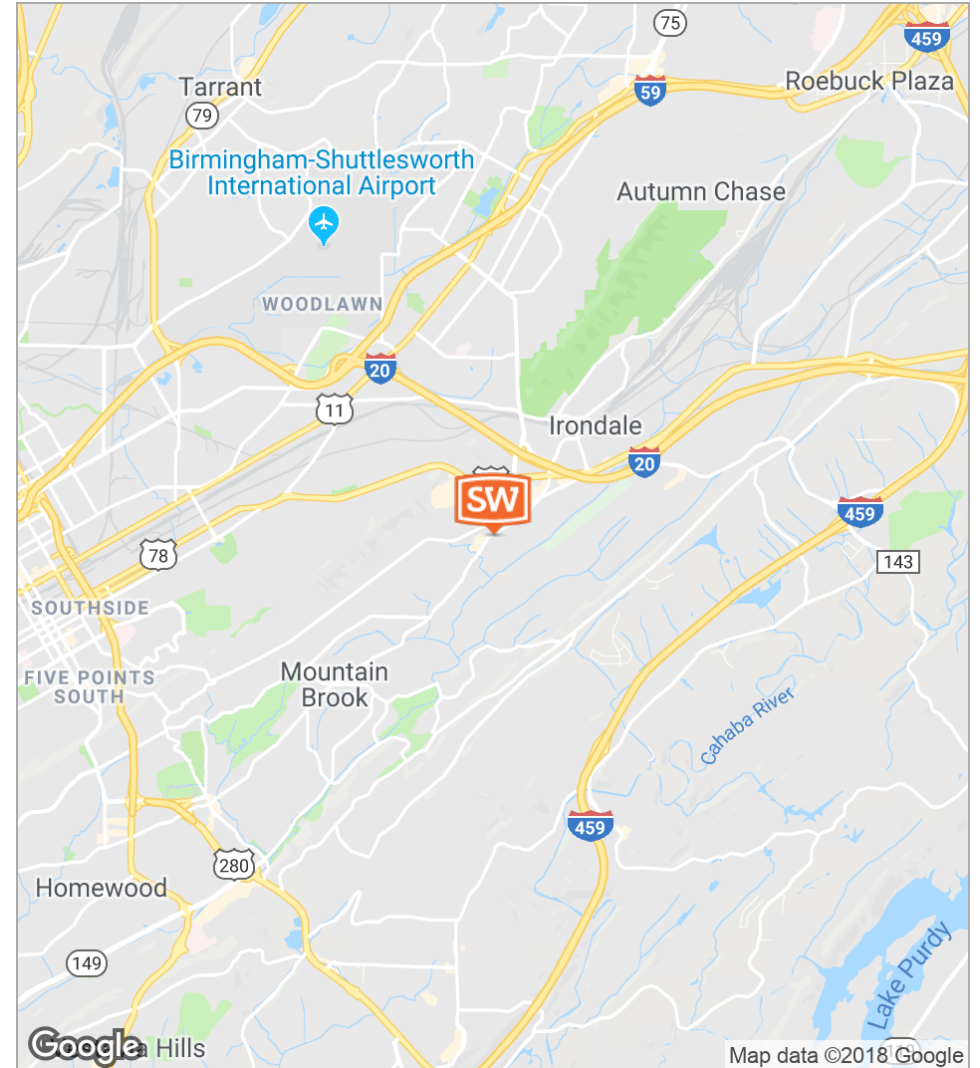 75
459
Tarrant
59
Roebuck Plaza
79
Birmingham-Shuttlesworth
International Airport
Autumn Chase
WOODLAWN
20
11
Irondale
20
SW
459
78
143
SOUTHSIDE
FIVE POINTS
SOUTH
Mountain
Brook
Cahaba River
459
280
Homewood
149
Lake Purdy
Google
Hills
Map data ©2018 Google